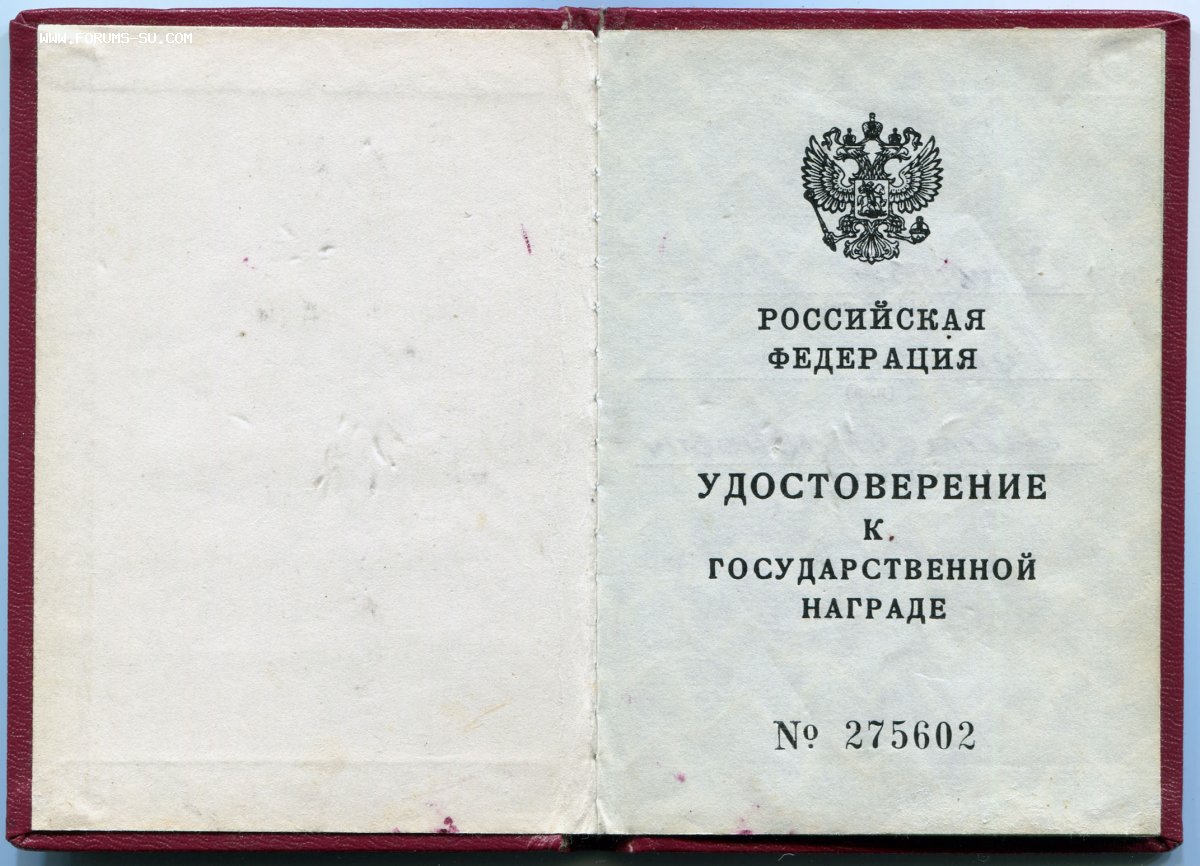 WWW.FORUMS-SU.COM
РОССИЙСКАЯ
ФЕДЕРАЦИЯ
УДОСТОВЕРЕНИЕ
К
ГОСУДАРСТВЕННОЙ
НАГРАДЕ
№ 275602